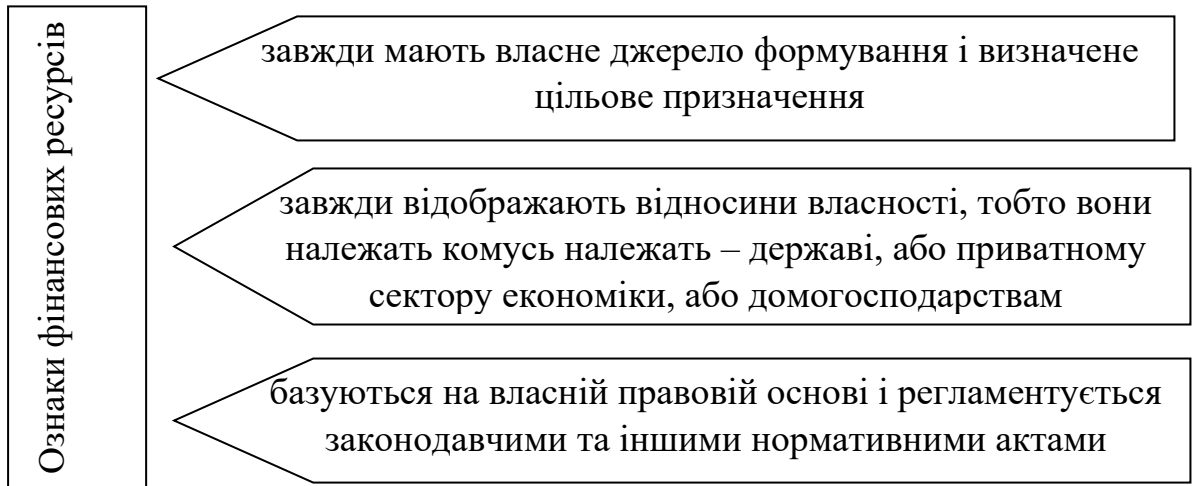 Ознаки фінансових ресурсів
завжди мають власне джерело формування і визначене
цільове призначення
завжди відображають відносини власності, тобто вони
належать комусь належать – державі, або приватному
сектору економіки, або домогосподарствам
базуються на власній правовій основі і регламентується
законодавчими та іншими нормативними актами